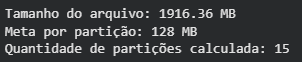 Tamanho do arquivo: 1916.36 MB
Meta por partição: 128 MB
Quantidade de partições calculada: 15